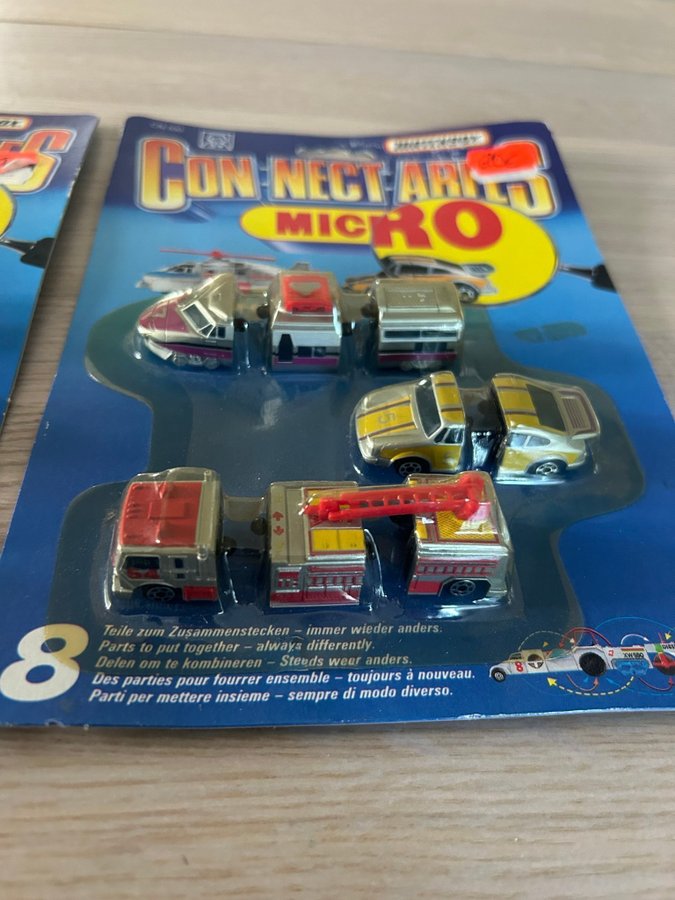 MATCHBOX
CON·NECT·ABLES
MICRO
8
Teile zum Zusammenstecken – immer wieder anders.
Parts to put together – always differently.
Delen om te kombineren – Steeds weer anders.
Des parties pour fourrer ensemble – toujours à nouveau.
Parti per mettere insieme – sempre di modo diverso.
8